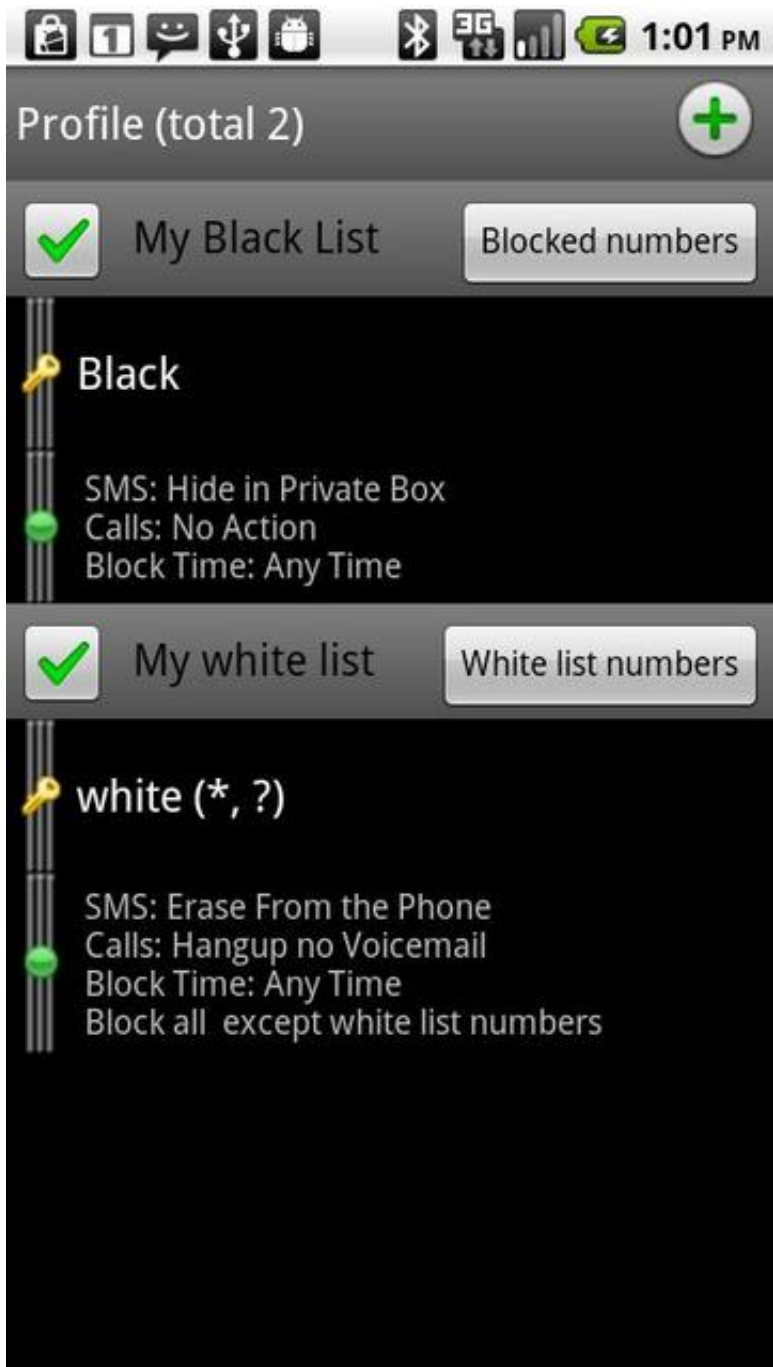 1
3G
1:01 PM
Profile (total 2)
My Black List
Blocked numbers
Black
SMS: Hide in Private Box
Calls: No Action
Block Time: Any Time
My white list
White list numbers
white (*, ?)
SMS: Erase From the Phone
Calls: Hangup no Voicemail
Block Time: Any Time
Block all  except white list numbers